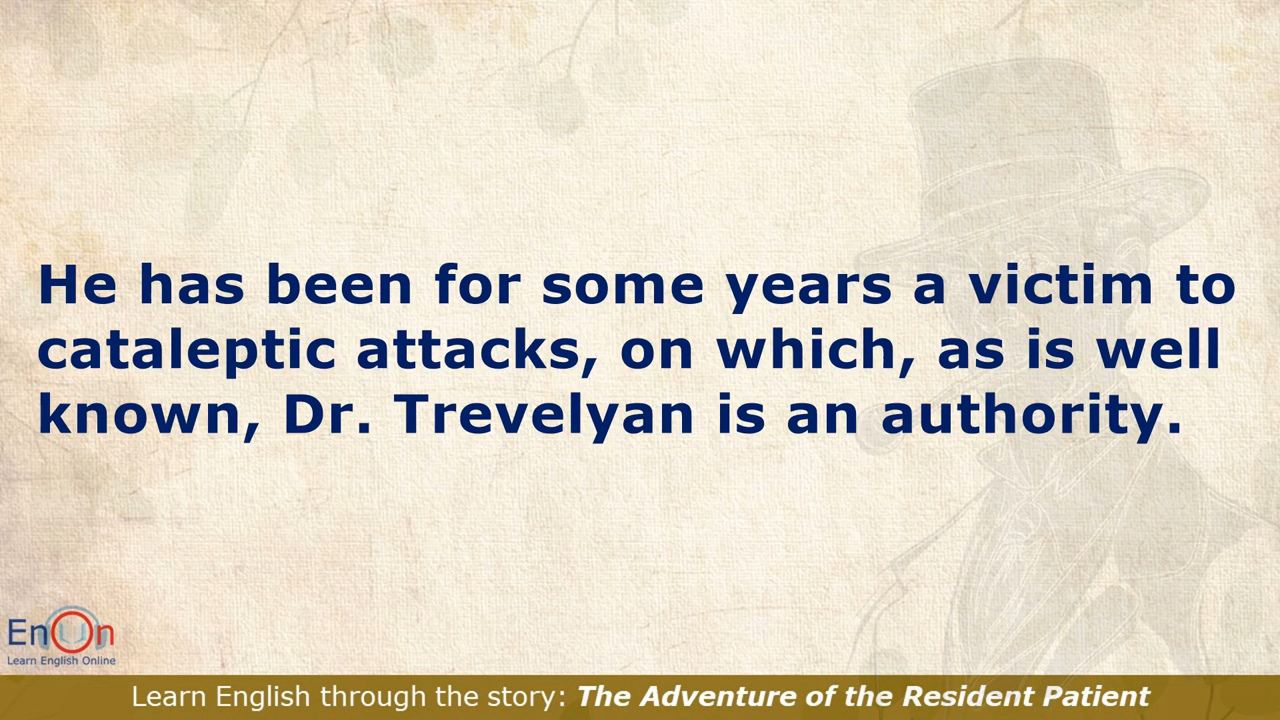 He has been for some years a victim to
cataleptic attacks, on which, as is well
known, Dr. Trevelyan is an authority.
EnOn
Learn English Online
Learn English through the story: The Adventure of the Resident Patient